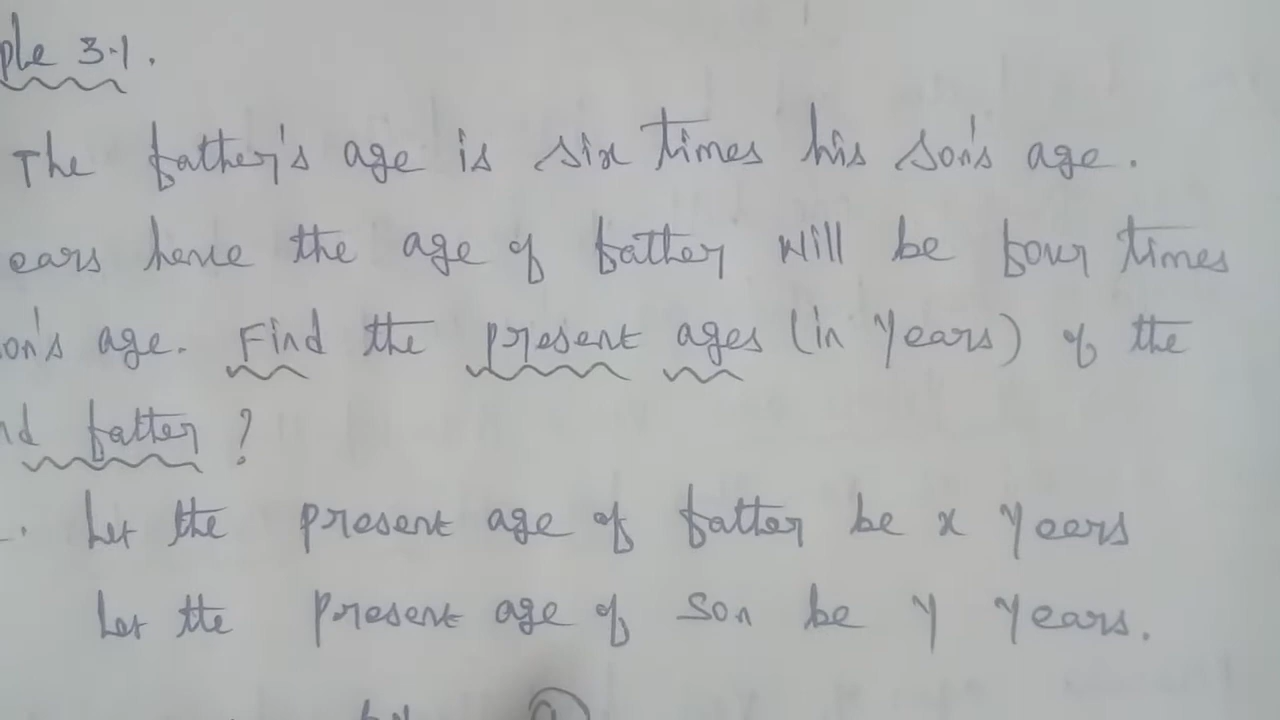 ple 3.1.
The father's age is six times his son's age.
ears hence the age of father will be four times
on's age. Find the present ages (in years) of the
nd father ?
Let the present age of father be x years
Let the present age of son be y years.